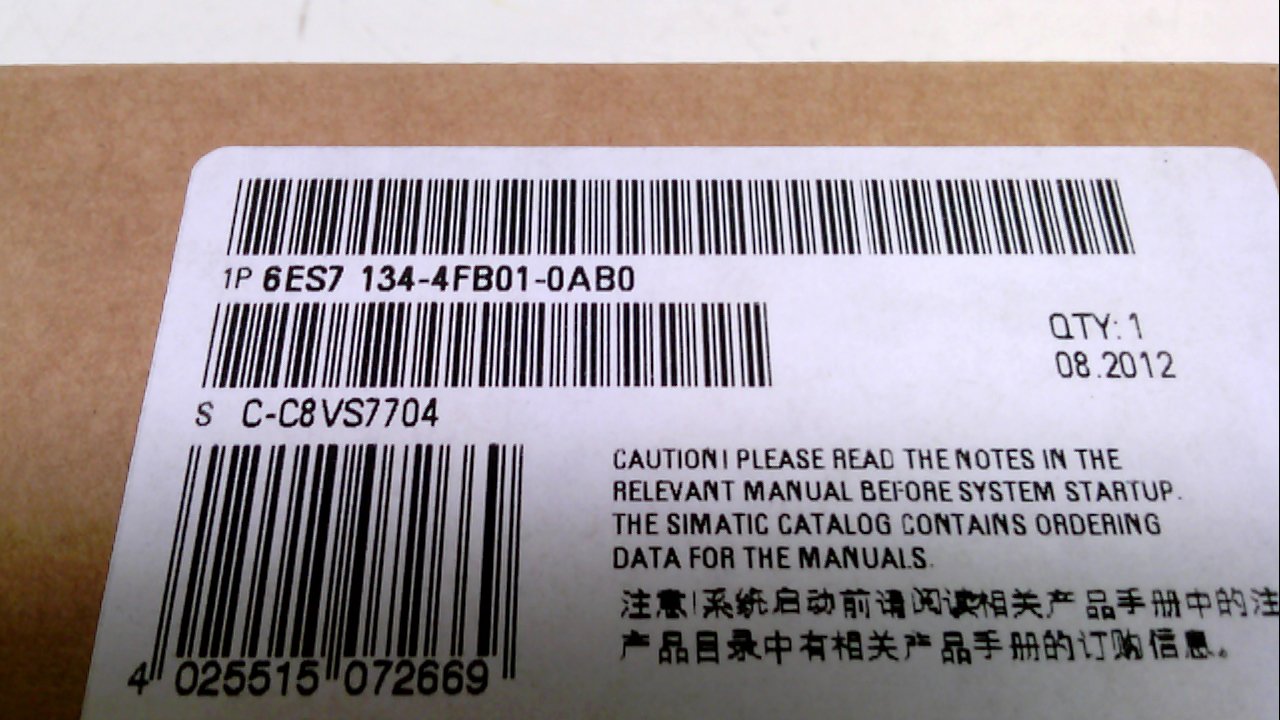 1P 6ES7 134-4FB01-0AB0
QTY: 1
08.2012
S C-C8VS7704
CAUTION! PLEASE READ THE NOTES IN THE
RELEVANT MANUAL BEFORE SYSTEM STARTUP.
THE SIMATIC CATALOG CONTAINS ORDERING
DATA FOR THE MANUALS.
注意!系统启动前请阅读相关产品手册中的注
产品目录中有相关产品手册的订购信息。
4 025515 072669